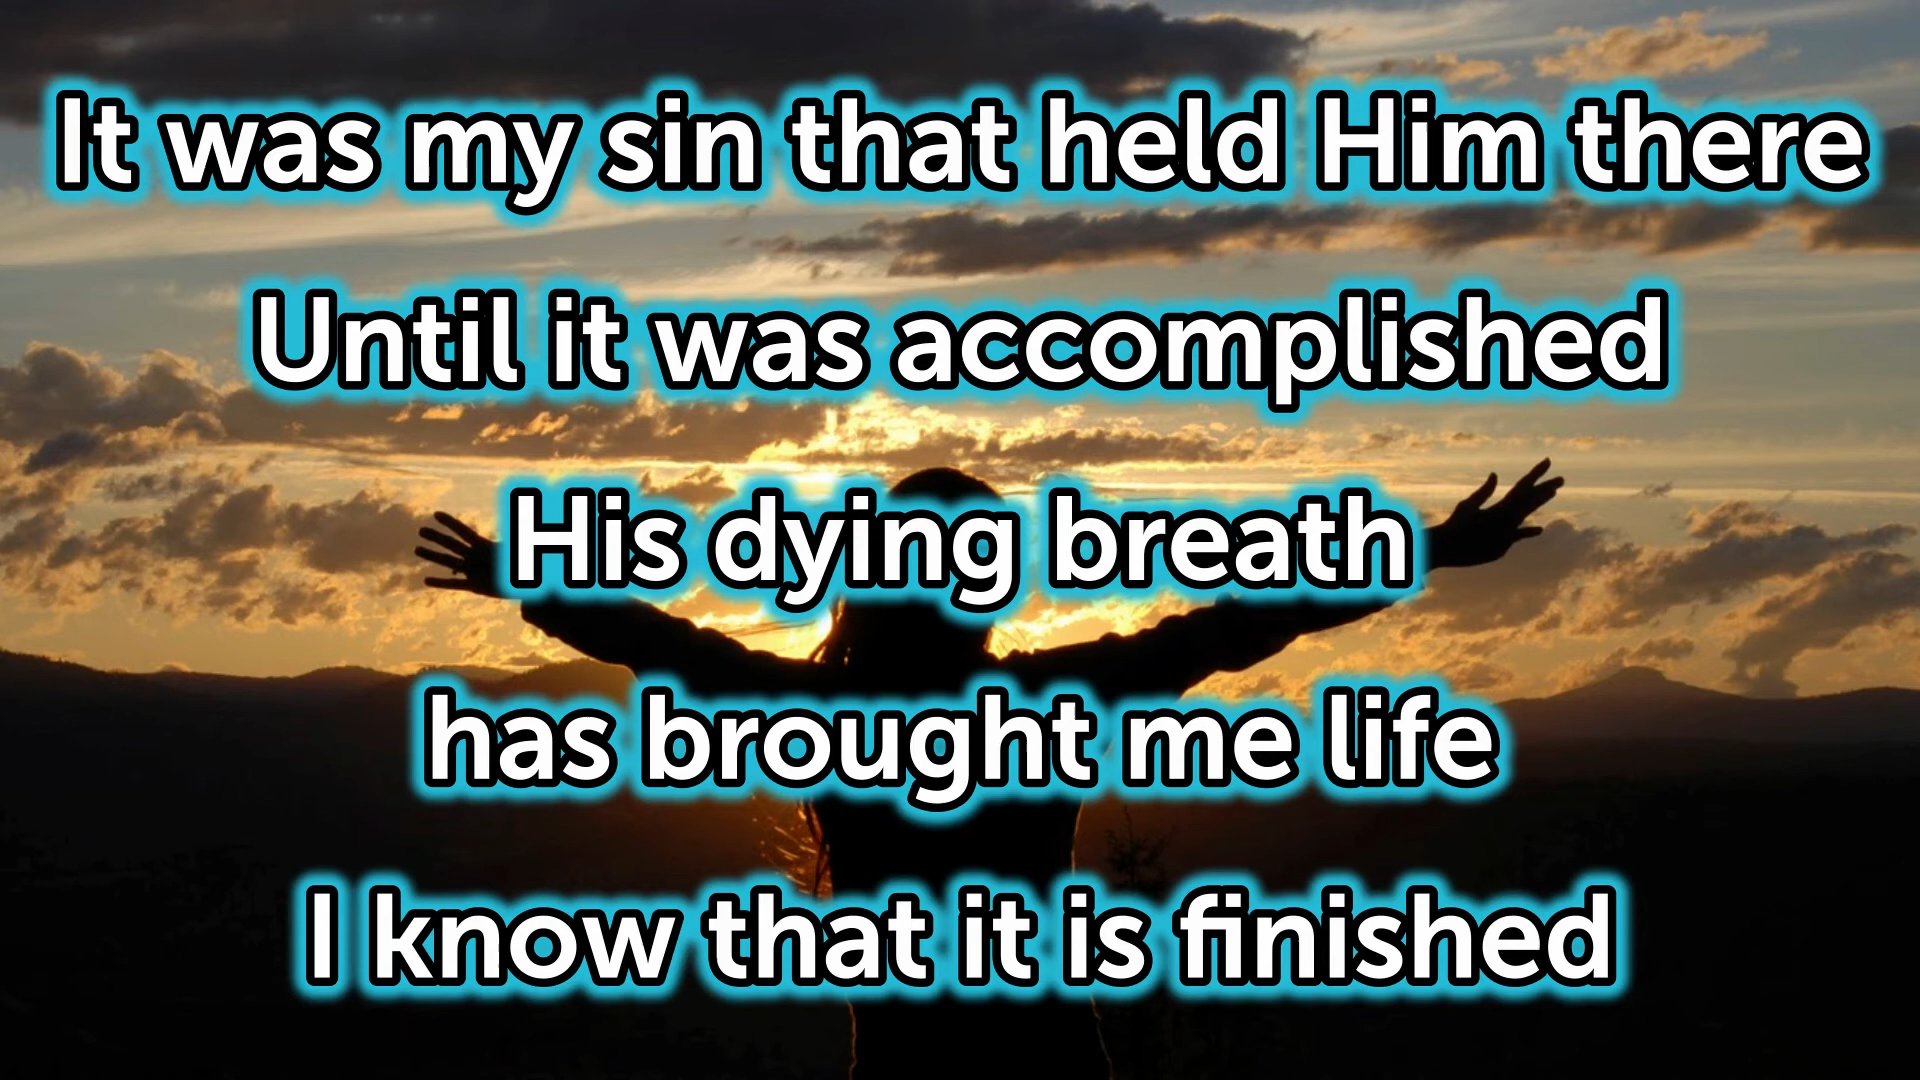 It was my sin that held Him there
Until it was accomplished
His dying breath
has brought me life
I know that it is finished